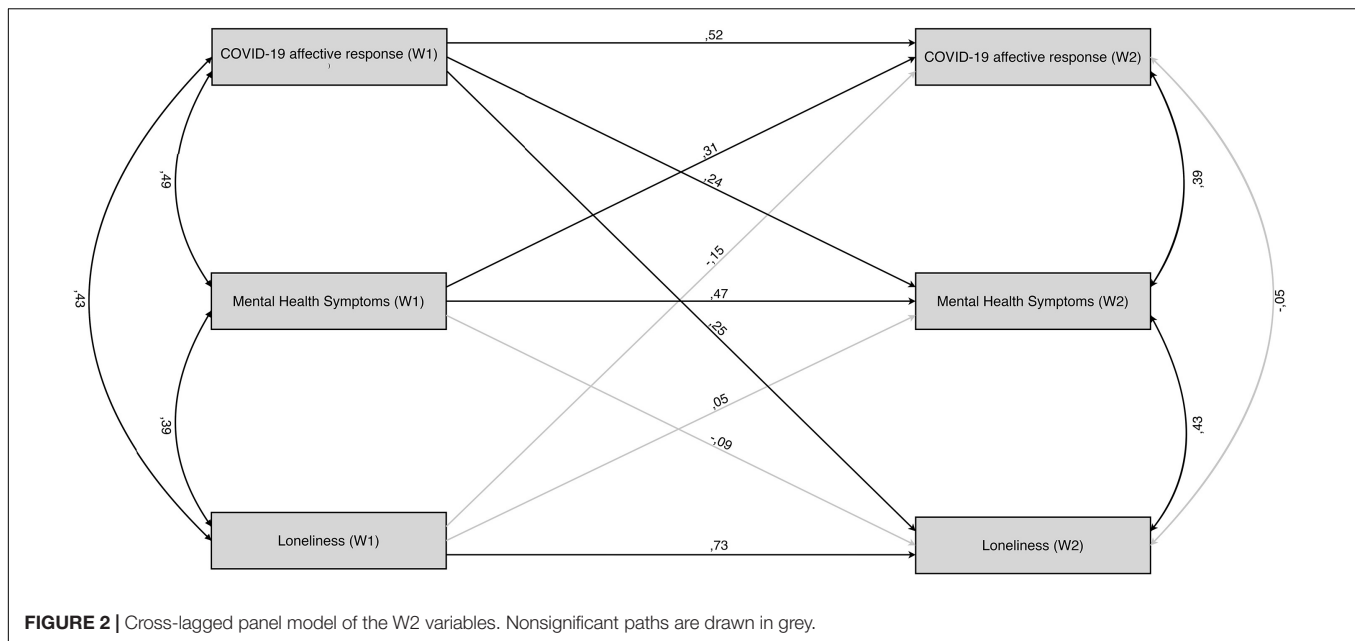 COVID-19 affective response (W1)
)
,52
COVID-19 affective response (W2)
,31
,24
,49
,39
-,15
Mental Health Symptoms (W1)
,47
Mental Health Symptoms (W2)
,43
-,05
,25
,05
,39
-,09
,43
Loneliness (W1)
,73
Loneliness (W2)
FIGURE 2 | Cross-lagged panel model of the W2 variables. Nonsignificant paths are drawn in grey.